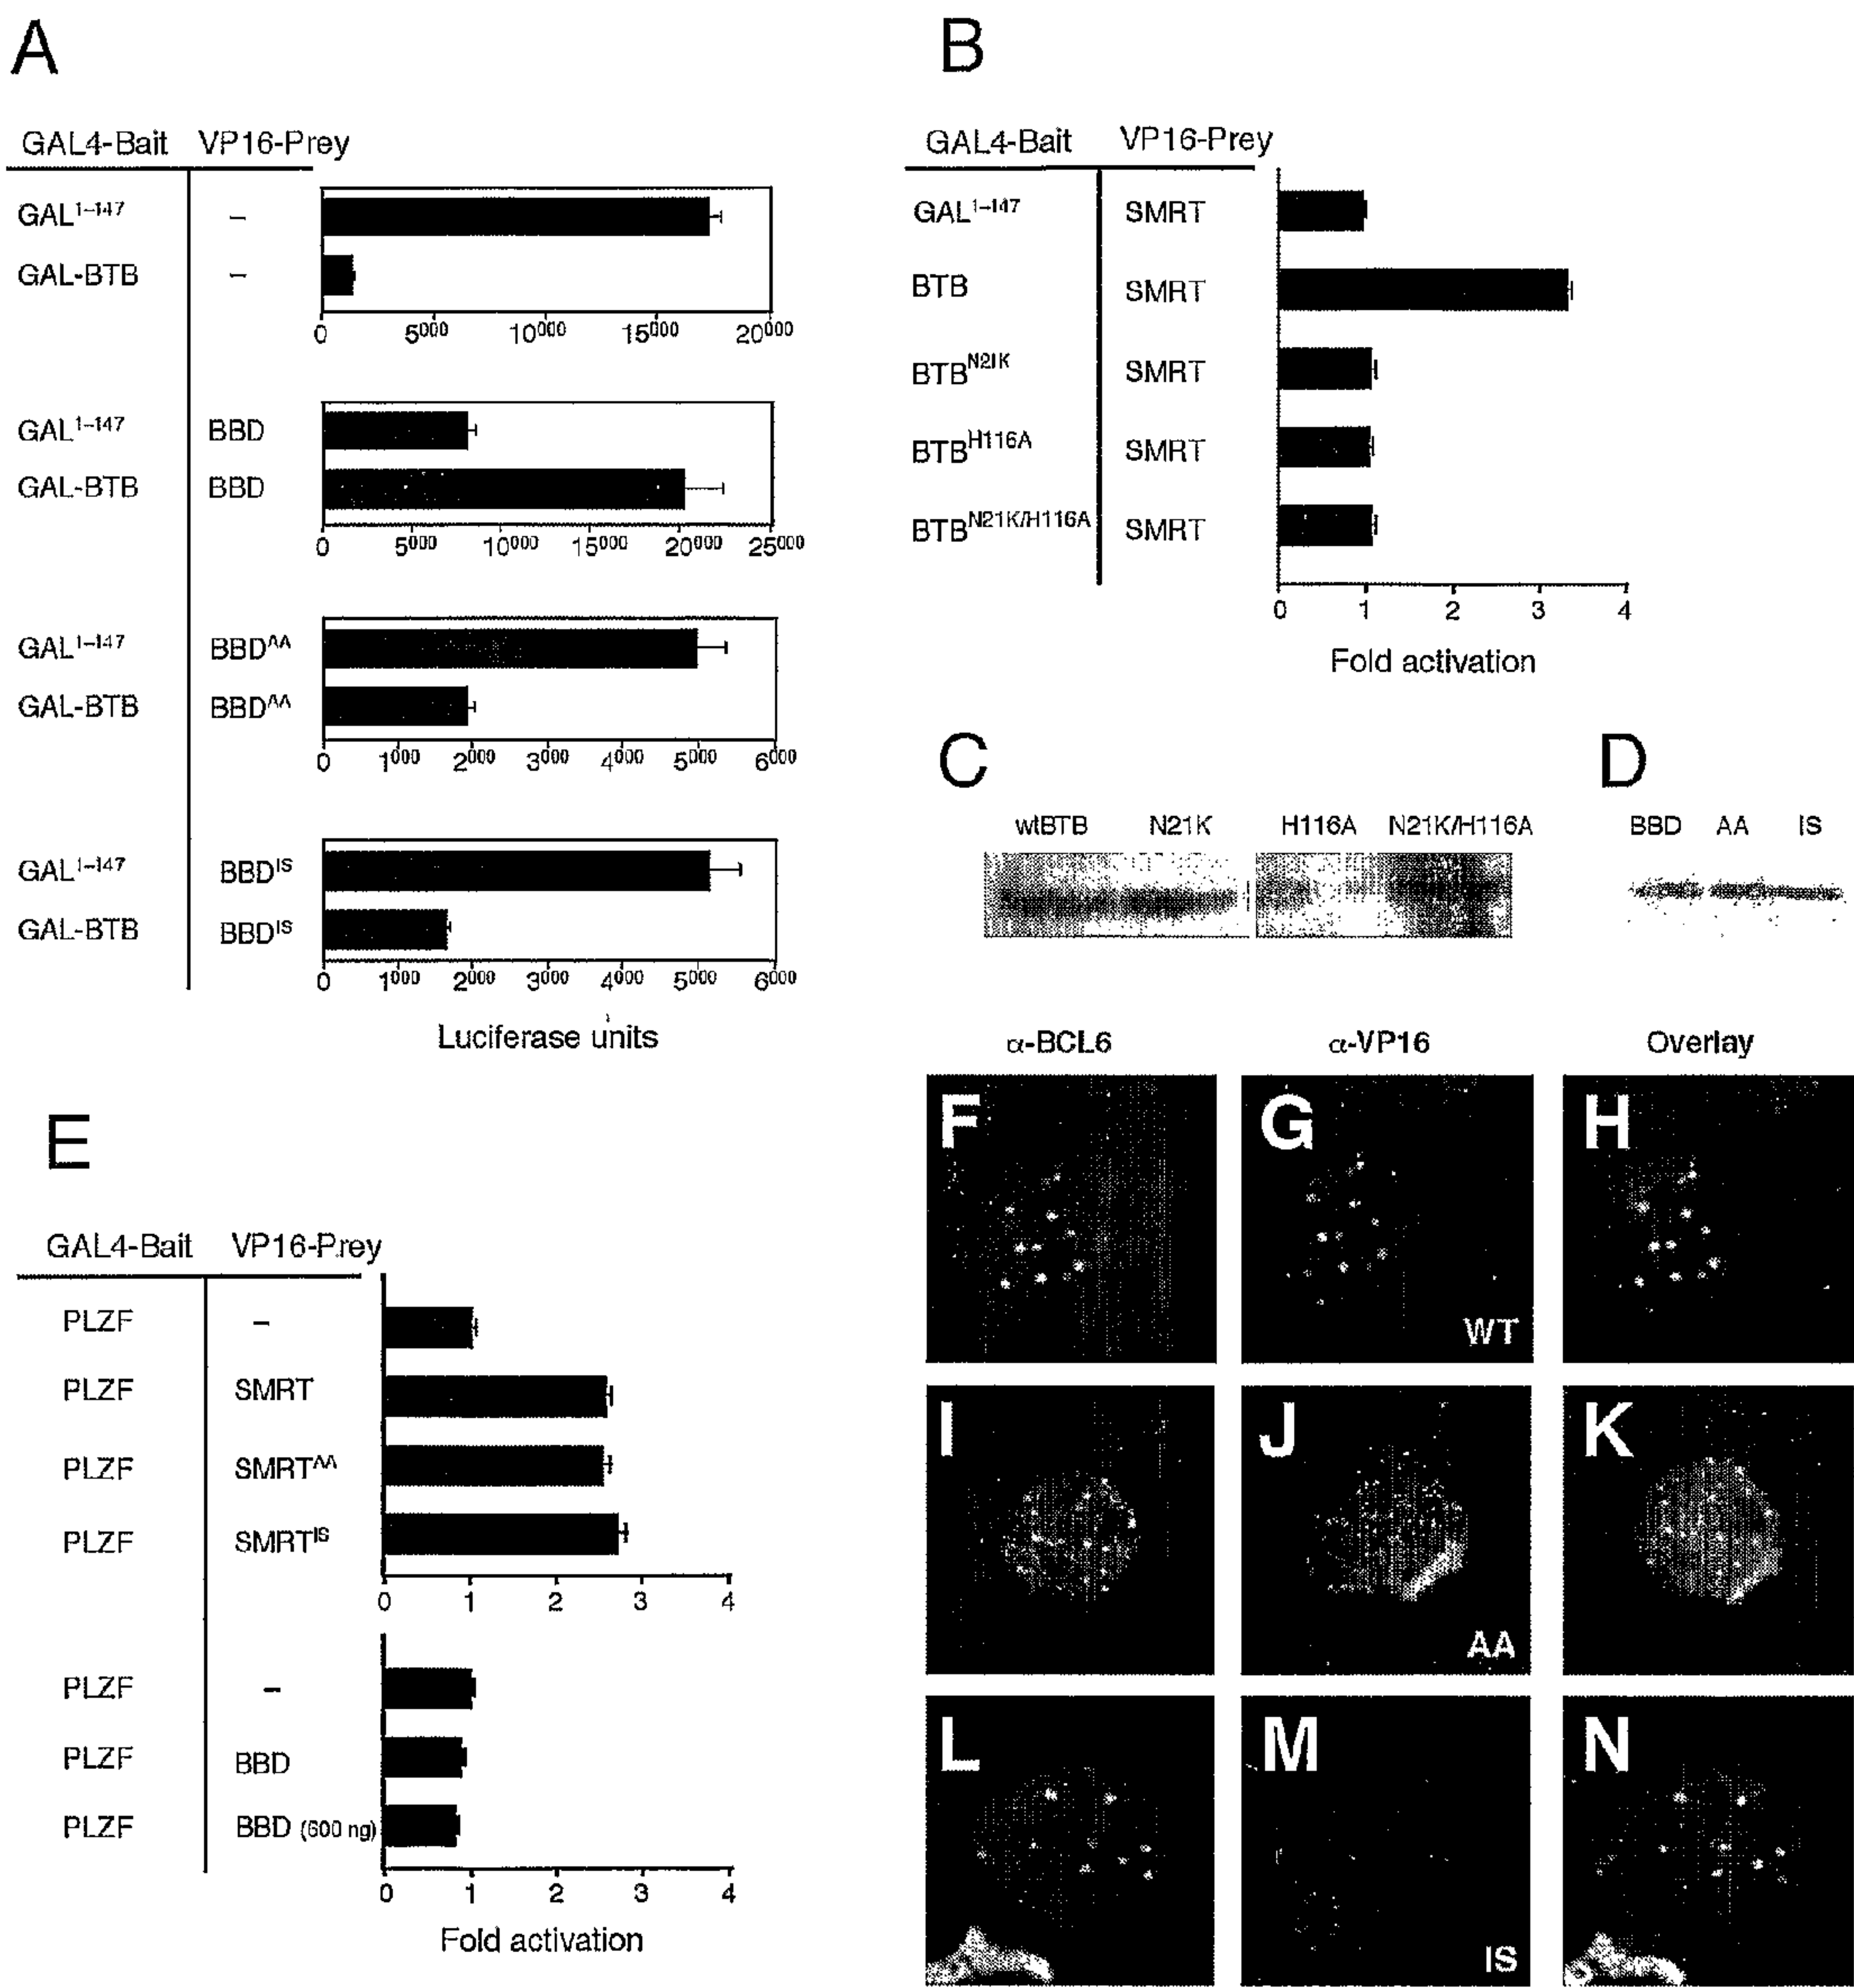 A
GAL4-Bait VP16-Prey
GAL1-147 –
GAL-BTB –
0 5000 10000 15000 20000
GAL1-147 BBD
GAL-BTB BBD
0 5000 10000 15000 20000 25000
GAL1-147 BBDAA
GAL-BTB BBDAA
0 1000 2000 3000 4000 5000 6000
GAL1-147 BBDIS
GAL-BTB BBDIS
0 1000 2000 3000 4000 5000 6000
Luciferase units
B
GAL4-Bait VP16-Prey
GAL1-147 SMRT
BTB SMRT
BTBN21K SMRT
BTBH116A SMRT
BTBN21K/H116A SMRT
0 1 2 3 4
Fold activation
C
wtBTB N21K H116A N21K/H116A
D
BBD AA IS
E
GAL4-Bait VP16-Prey
PLZF –
PLZF SMRT
PLZF SMRTAA
PLZF SMRTIS
0 1 2 3 4
PLZF –
PLZF BBD
PLZF BBD (600 ng)
0 1 2 3 4
Fold activation
α-BCL6 α-VP16 Overlay
F G H
WT
I J K
AA
L M N
IS